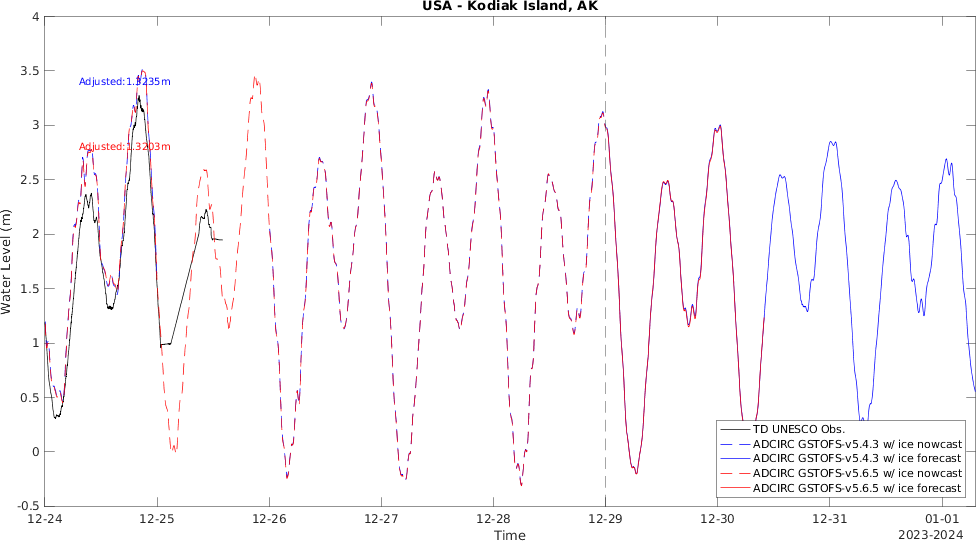 USA - Kodiak Island, AK
4
3.5
3
2.5
2
1.5
1
0.5
0
-0.5
Water Level (m)
Adjusted:1.3235m
Adjusted:1.3203m
TD UNESCO Obs.
ADCIRC GSTOFS-v5.4.3 w/ ice nowcast
ADCIRC GSTOFS-v5.4.3 w/ ice forecast
ADCIRC GSTOFS-v5.6.5 w/ ice nowcast
ADCIRC GSTOFS-v5.6.5 w/ ice forecast
12-24 12-25 12-26 12-27 12-28 12-29 12-30 12-31 01-01
Time
2023-2024